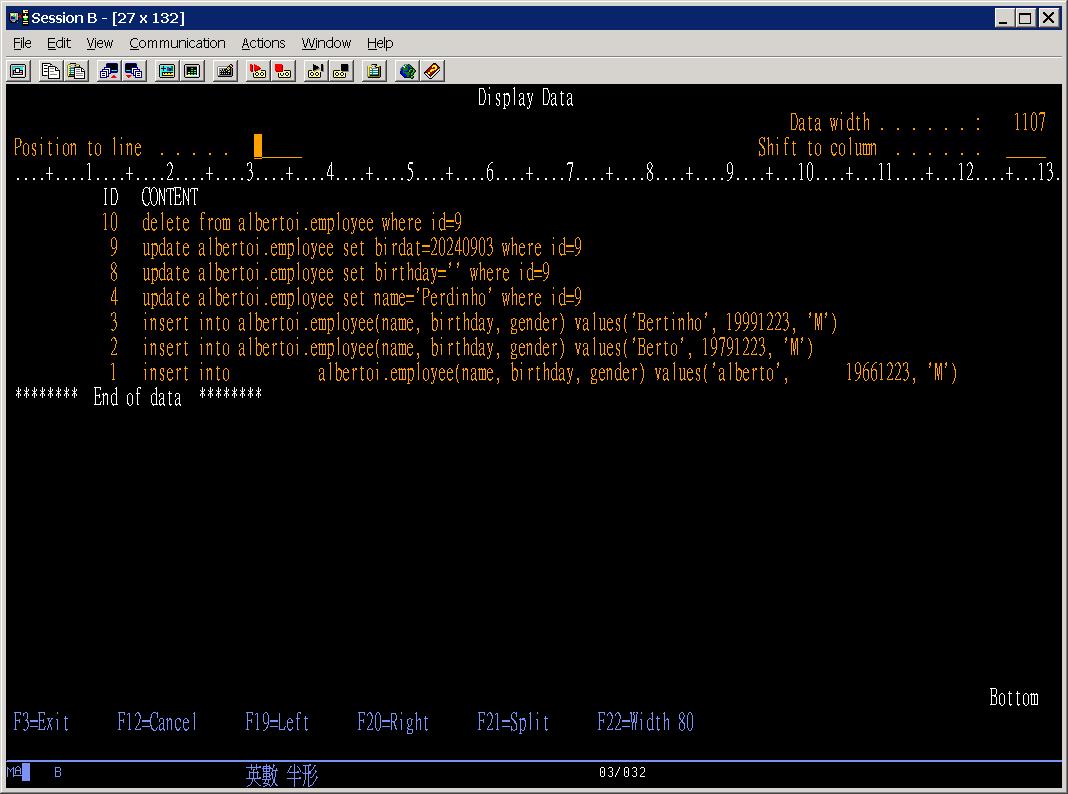 Session B - [27 x 132]
File Edit View Communication Actions Window Help
Display Data
Data width . . . . . . : 1107
Position to line . . . . . Shift to column . . . . . .
....+....1....+....2....+....3....+....4....+....5....+....6....+....7....+....8....+....9....+...10....+...11....+...12....+...13.
ID CONTENT
10 delete from albertoi.employee where id=9
9 update albertoi.employee set birdat=20240903 where id=9
8 update albertoi.employee set birthday='' where id=9
4 update albertoi.employee set name='Perdinho' where id=9
3 insert into albertoi.employee(name, birthday, gender) values('Bertinho', 19991223, 'M')
2 insert into albertoi.employee(name, birthday, gender) values('Berto', 19791223, 'M')
1 insert into albertoi.employee(name, birthday, gender) values('alberto', 19661223, 'M')
******** End of data ********
Bottom
F3=Exit F12=Cancel F19=Left F20=Right F21=Split F22=Width 80
MA B 英數 半形 03/032